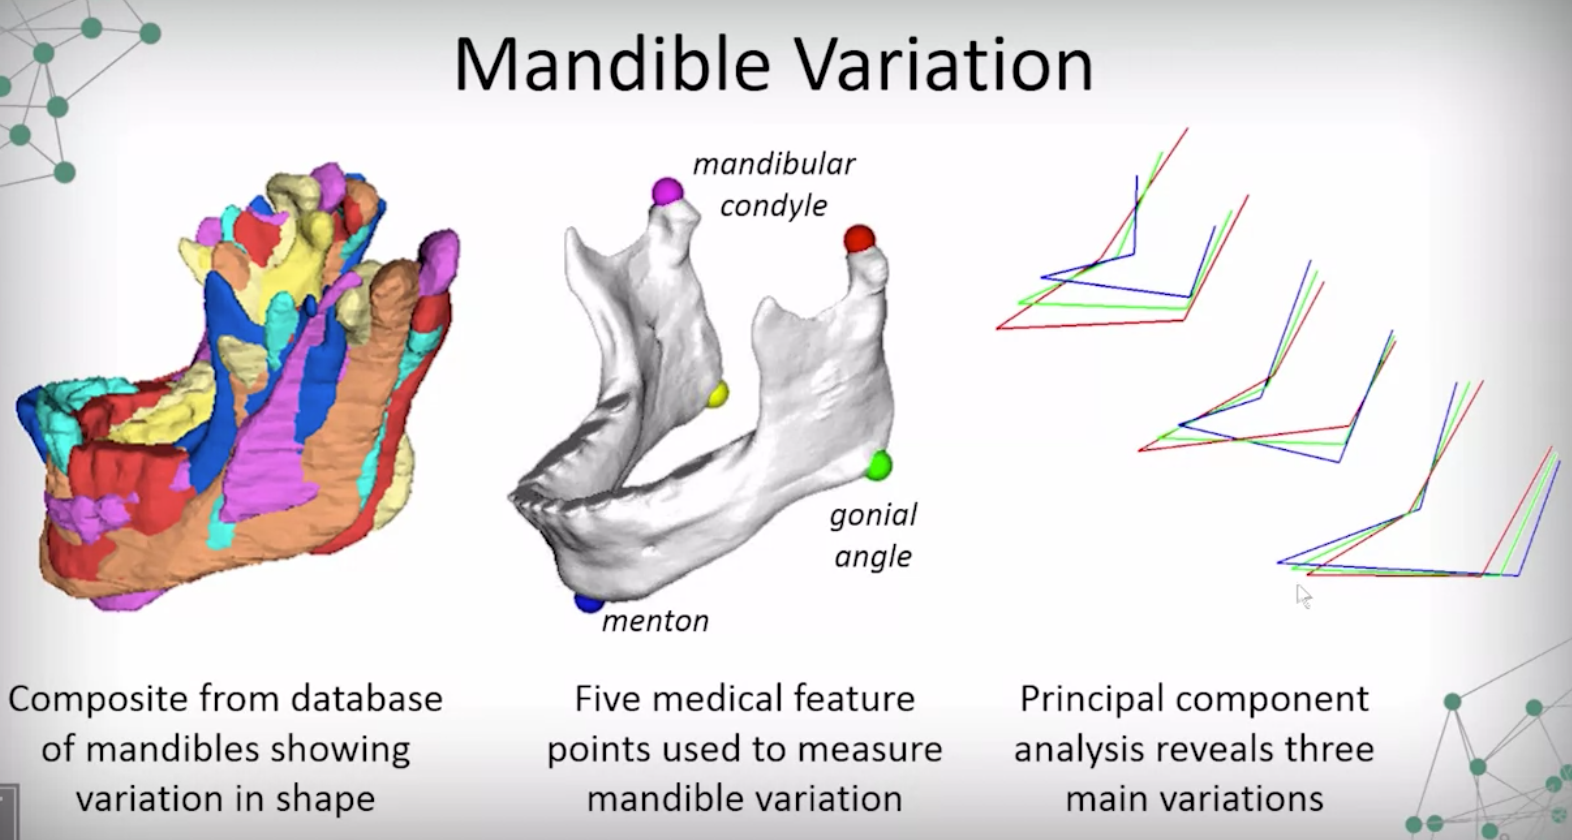 Mandible Variation
mandibular
condyle
gonial
angle
menton
Composite from database
of mandibles showing
variation in shape
Five medical feature
points used to measure
mandible variation
Principal component
analysis reveals three
main variations